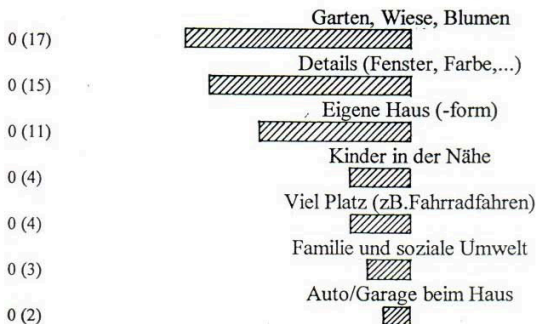 Garten, Wiese, Blumen
0 (17)
Details (Fenster, Farbe,...)
0 (15)
Eigene Haus (-form)
0 (11)
Kinder in der Nähe
0 (4)
Viel Platz (zB.Fahrradfahren)
0 (4)
Familie und soziale Umwelt
0 (3)
Auto/Garage beim Haus
0 (2)